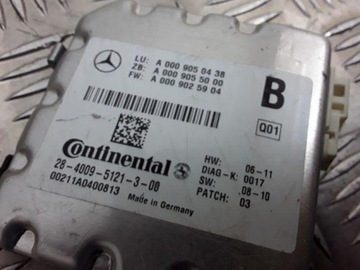 LU: A 000 905 04 38
ZB: A 000 905 50 00
FW: A 000 902 59 04
B
Q01
Continental
28-4009-5121-3-00
00211A0400813
Made in Germany
HW: 06-11
DIAG-K: 0017
SW: .08-10
PATCH: 03